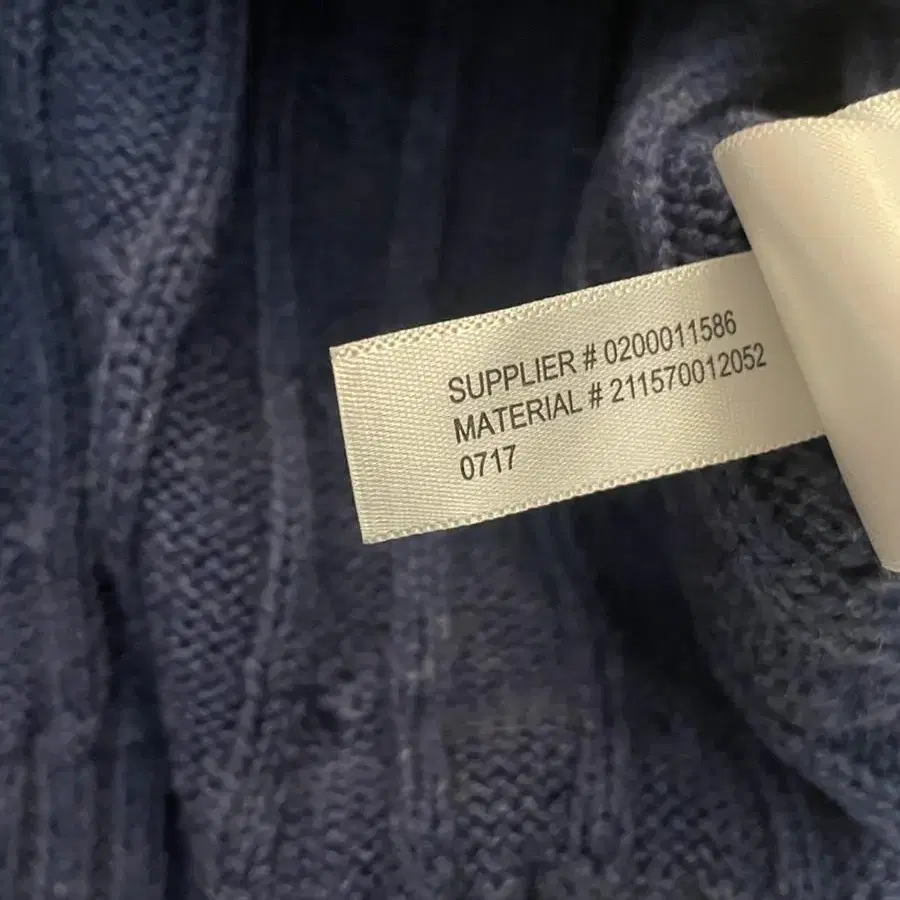 SUPPLIER # 0200011586
MATERIAL # 211570012052
0717